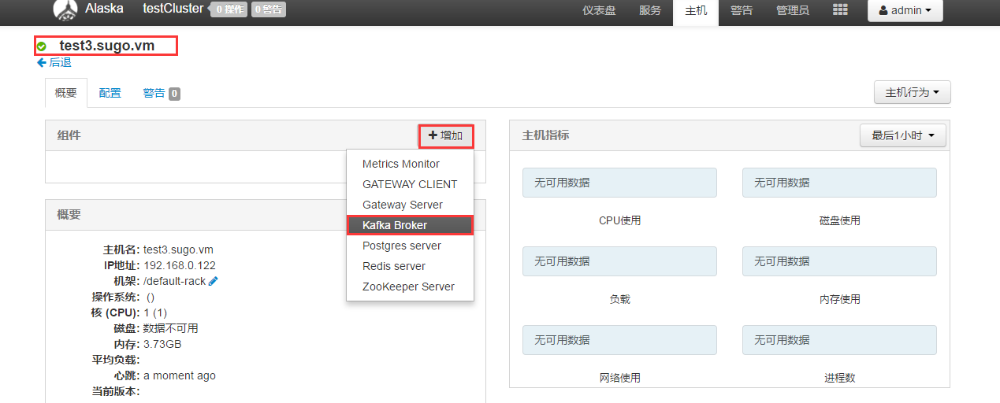 Alaska testCluster 0 操作 0 警告 仪表盘 服务 主机 警告 管理员 admin
test3.sugo.vm
后退
概要 配置 警告 0 主机行为
组件 增加
Metrics Monitor
GATEWAY CLIENT
Gateway Server
Kafka Broker
Postgres server
Redis server
ZooKeeper Server
概要
主机名: test3.sugo.vm
IP地址: 192.168.0.122
机架: /default-rack
操作系统: ()
核 (CPU): 1 (1)
磁盘: 数据不可用
内存: 3.73GB
平均负载:
心跳: a moment ago
当前版本:
主机指标 最后1小时
无可用数据 无可用数据
CPU使用 磁盘使用
无可用数据 无可用数据
负载 内存使用
无可用数据 无可用数据
网络使用 进程数